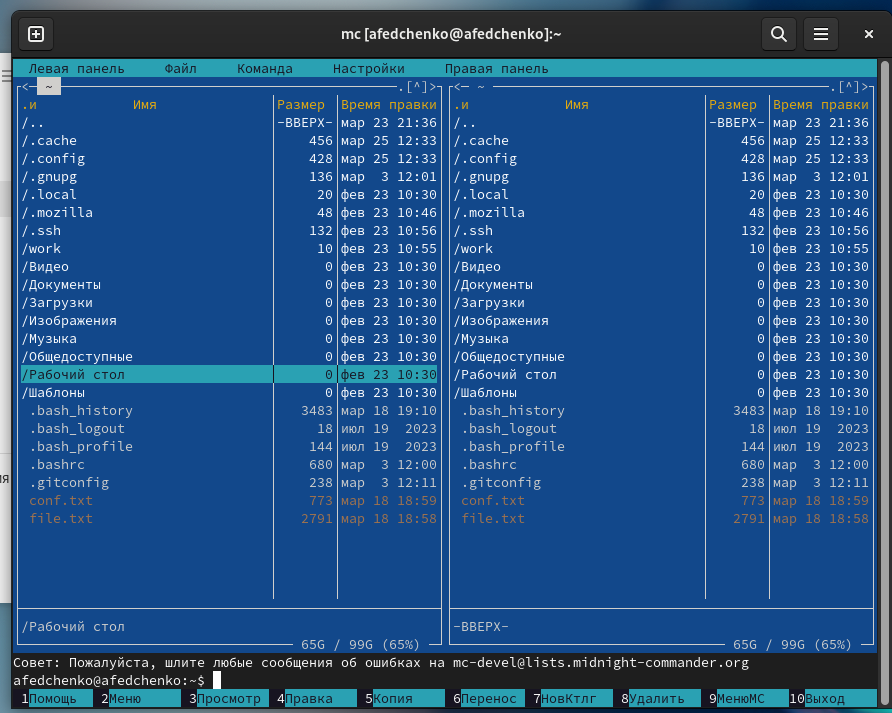 mc [afedchenko@afedchenko]:~
Левая панель Файл Команда Настройки Правая панель
<─ ~ ─.[^]> <─ ~ ─.[^]>
.и Имя Размер Время правки .и Имя Размер Время правки
/.. -ВВЕРХ- мар 23 21:36 /.. -ВВЕРХ- мар 23 21:36
/.cache 456 мар 25 12:33 /.cache 456 мар 25 12:33
/.config 428 мар 25 12:33 /.config 428 мар 25 12:33
/.gnupg 136 мар 3 12:01 /.gnupg 136 мар 3 12:01
/.local 20 фев 23 10:30 /.local 20 фев 23 10:30
/.mozilla 48 фев 23 10:46 /.mozilla 48 фев 23 10:46
/.ssh 132 фев 23 10:56 /.ssh 132 фев 23 10:56
/work 10 фев 23 10:55 /work 10 фев 23 10:55
/Видео 0 фев 23 10:30 /Видео 0 фев 23 10:30
/Документы 0 фев 23 10:30 /Документы 0 фев 23 10:30
/Загрузки 0 фев 23 10:30 /Загрузки 0 фев 23 10:30
/Изображения 0 фев 23 10:30 /Изображения 0 фев 23 10:30
/Музыка 0 фев 23 10:30 /Музыка 0 фев 23 10:30
/Общедоступные 0 фев 23 10:30 /Общедоступные 0 фев 23 10:30
/Рабочий стол 0 фев 23 10:30 /Рабочий стол 0 фев 23 10:30
/Шаблоны 0 фев 23 10:30 /Шаблоны 0 фев 23 10:30
.bash_history 3483 мар 18 19:10 .bash_history 3483 мар 18 19:10
.bash_logout 18 июл 19 2023 .bash_logout 18 июл 19 2023
.bash_profile 144 июл 19 2023 .bash_profile 144 июл 19 2023
.bashrc 680 мар 3 12:00 .bashrc 680 мар 3 12:00
.gitconfig 238 мар 3 12:11 .gitconfig 238 мар 3 12:11
conf.txt 773 мар 18 18:59 conf.txt 773 мар 18 18:59
file.txt 2791 мар 18 18:58 file.txt 2791 мар 18 18:58
/Рабочий стол -ВВЕРХ-
65G / 99G (65%) 65G / 99G (65%)
Совет: Пожалуйста, шлите любые сообщения об ошибках на mc-devel@lists.midnight-commander.org
afedchenko@afedchenko:~$
1Помощь 2Меню 3Просмотр 4Правка 5Копия 6Перенос 7НовКтлг 8Удалить 9МенюМС 10Выход